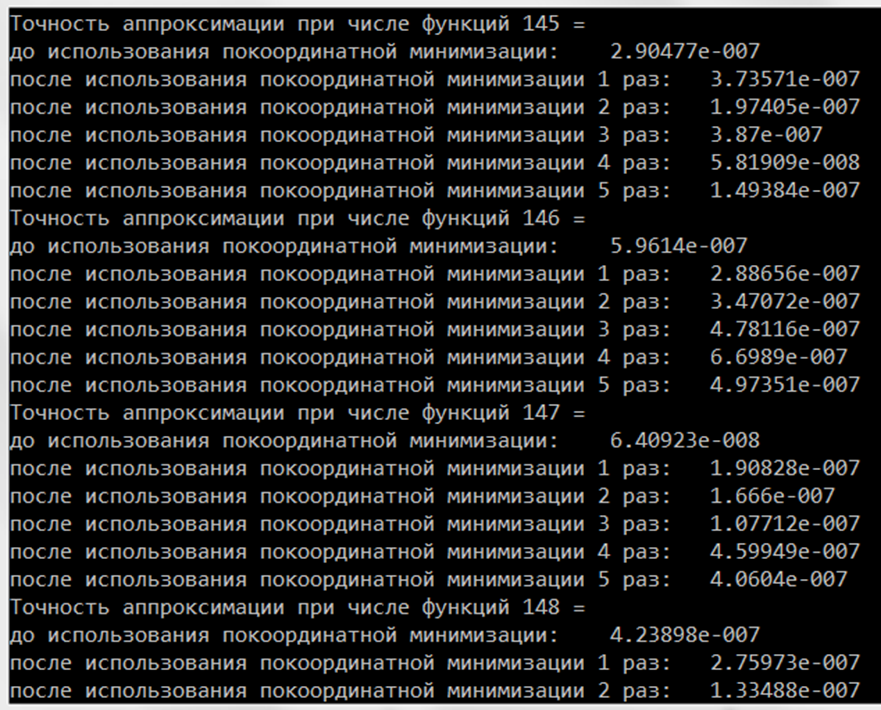 Точность аппроксимации при числе функций 145 =
до использования покоординатной минимизации: 2.90477e-007
после использования покоординатной минимизации 1 раз: 3.73571e-007
после использования покоординатной минимизации 2 раз: 1.97405e-007
после использования покоординатной минимизации 3 раз: 3.87e-007
после использования покоординатной минимизации 4 раз: 5.81909e-008
после использования покоординатной минимизации 5 раз: 1.49384e-007
Точность аппроксимации при числе функций 146 =
до использования покоординатной минимизации: 5.9614e-007
после использования покоординатной минимизации 1 раз: 2.88656e-007
после использования покоординатной минимизации 2 раз: 3.47072e-007
после использования покоординатной минимизации 3 раз: 4.78116e-007
после использования покоординатной минимизации 4 раз: 6.6989e-007
после использования покоординатной минимизации 5 раз: 4.97351e-007
Точность аппроксимации при числе функций 147 =
до использования покоординатной минимизации: 6.40923e-008
после использования покоординатной минимизации 1 раз: 1.90828e-007
после использования покоординатной минимизации 2 раз: 1.666e-007
после использования покоординатной минимизации 3 раз: 1.07712e-007
после использования покоординатной минимизации 4 раз: 4.59949e-007
после использования покоординатной минимизации 5 раз: 4.0604e-007
Точность аппроксимации при числе функций 148 =
до использования покоординатной минимизации: 4.23898e-007
после использования покоординатной минимизации 1 раз: 2.75973e-007
после использования покоординатной минимизации 2 раз: 1.33488e-007